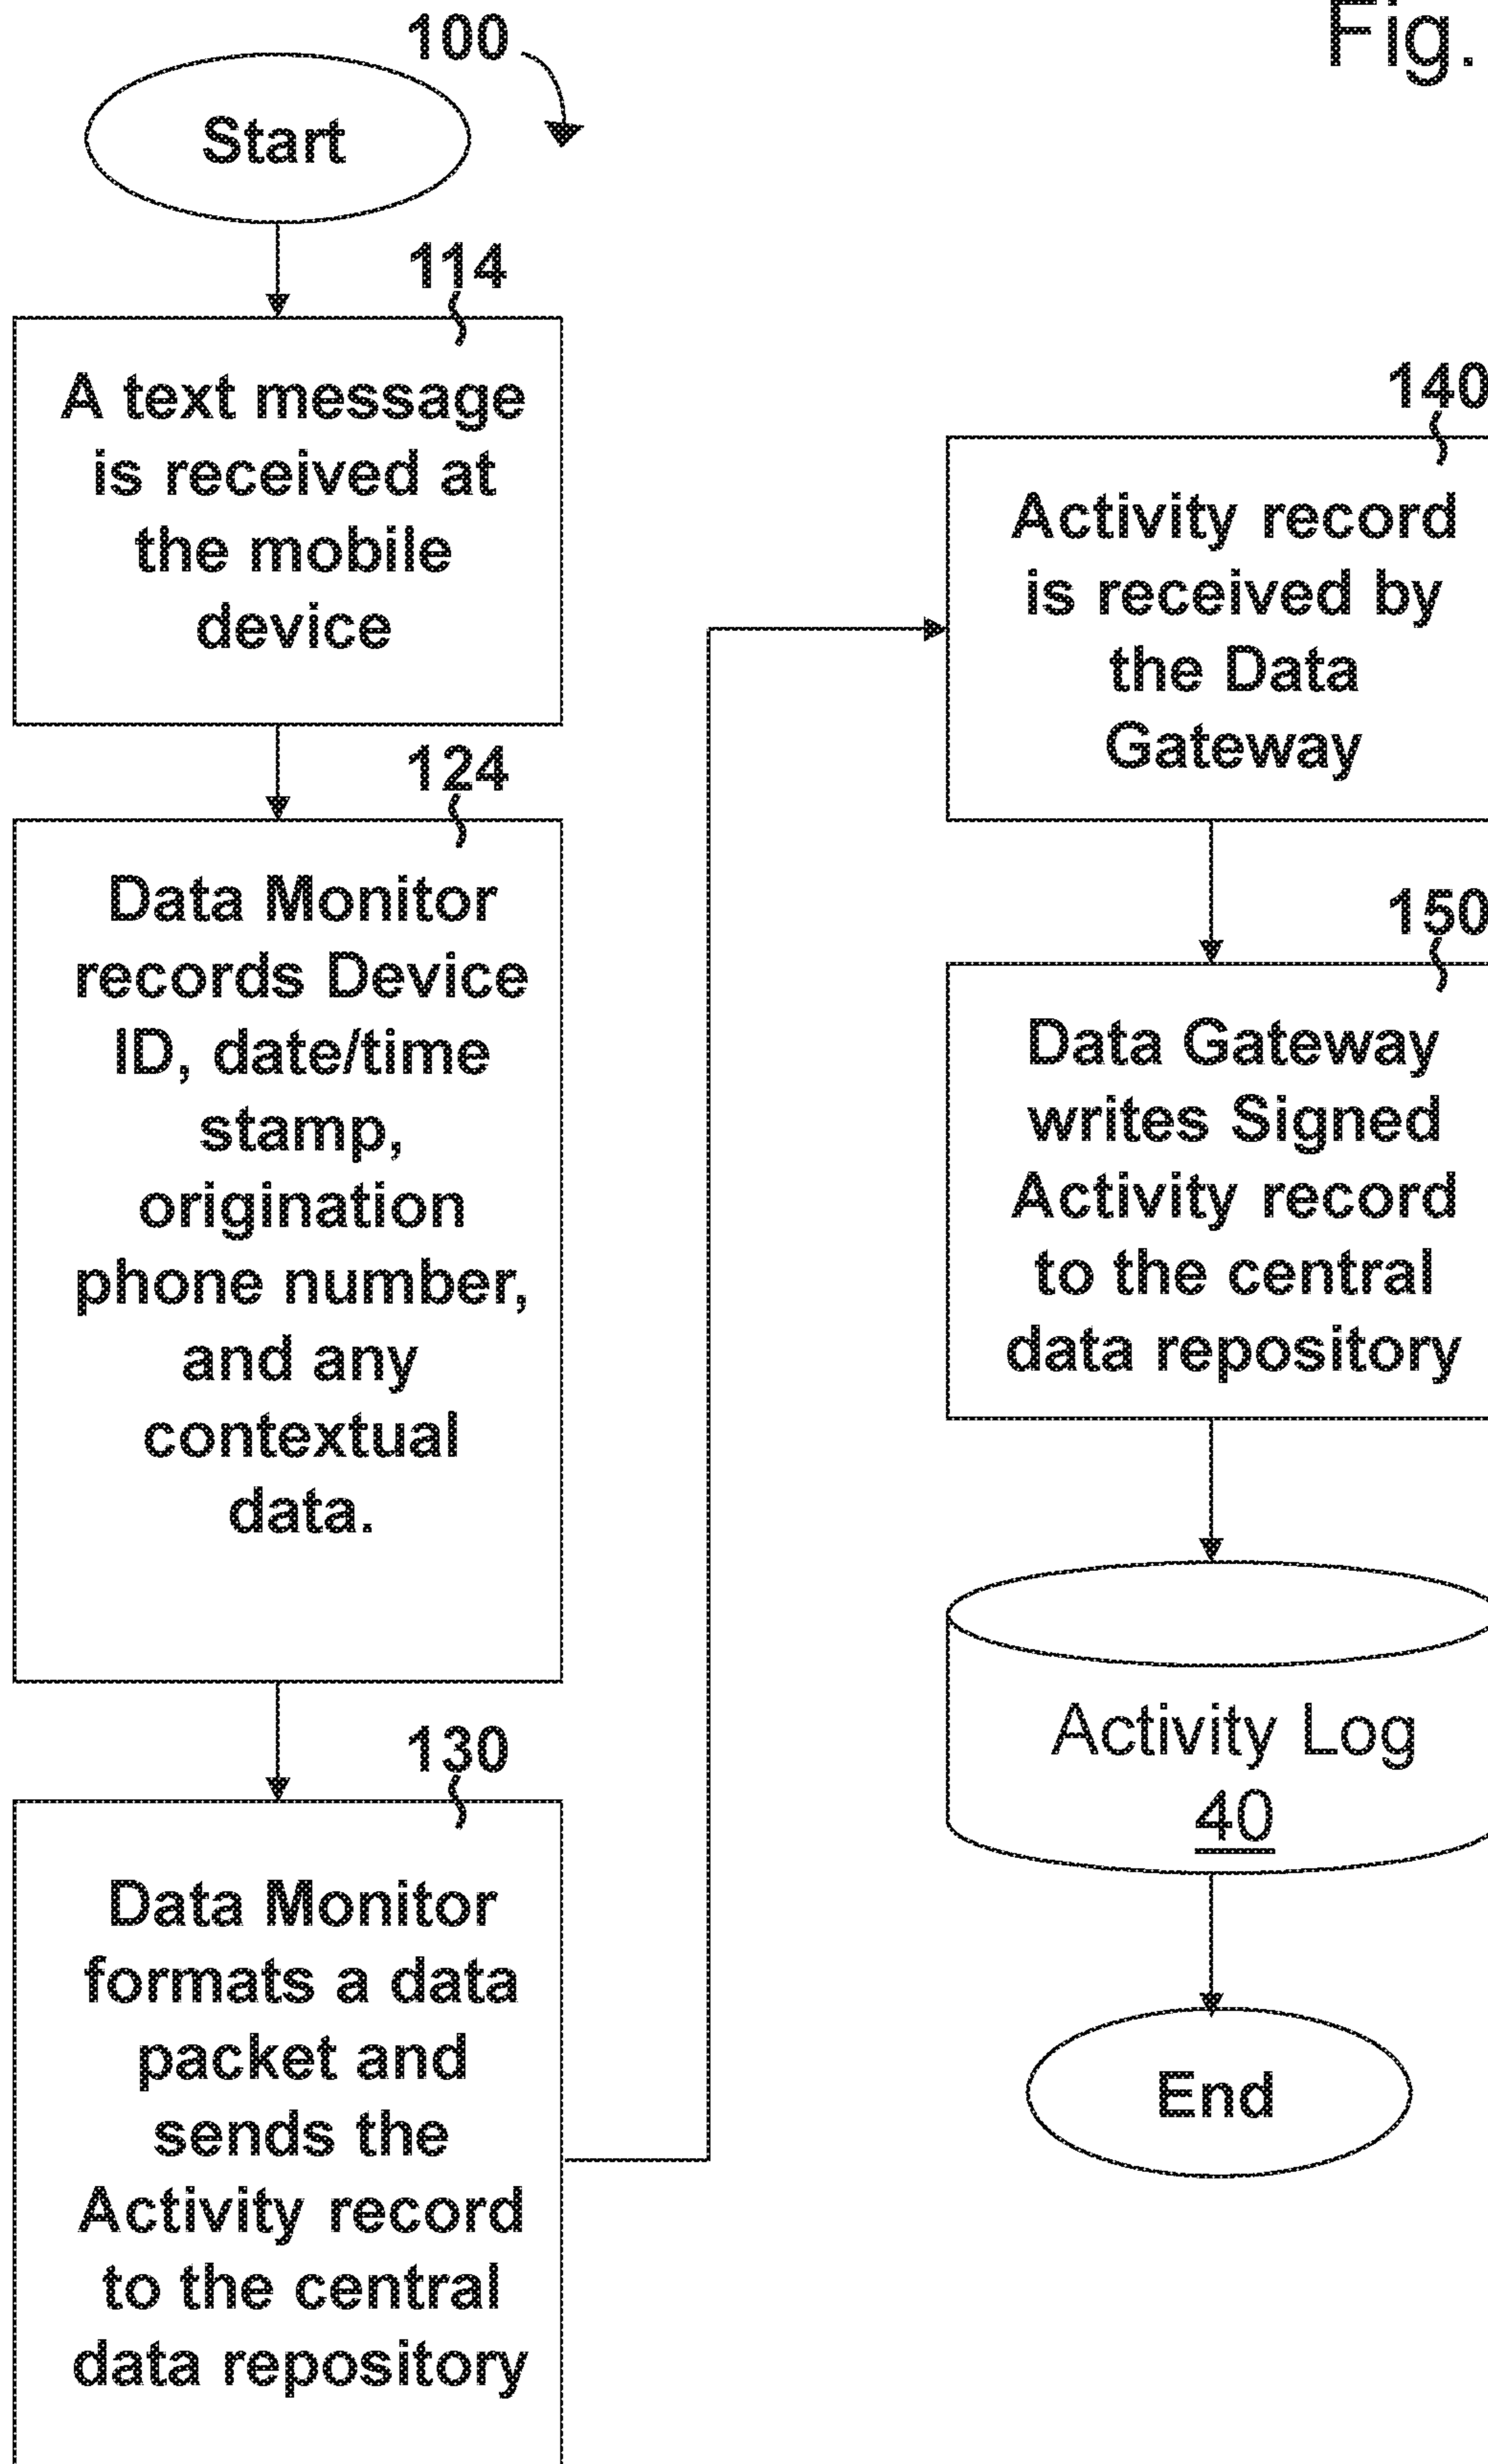 Fig.
100
Start
114
A text message
is received at
the mobile
device
124
Data Monitor
records Device
ID, date/time
stamp,
origination
phone number,
and any
contextual
data.
130
Data Monitor
formats a data
packet and
sends the
Activity record
to the central
data repository
140
Activity record
is received by
the Data
Gateway
150
Data Gateway
writes Signed
Activity record
to the central
data repository
Activity Log
40
End